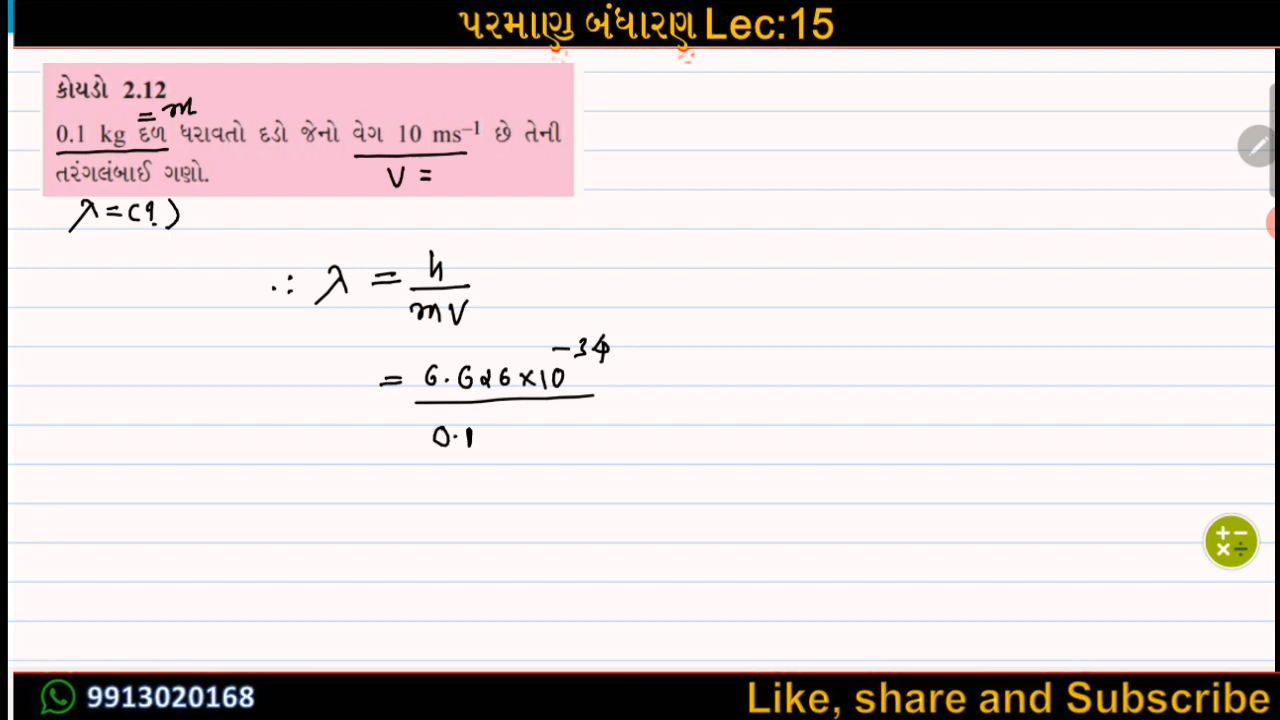 પરમાણુ બંધારણ Lec:15
કોયડો 2.12
= m
0.1 kg દળ ધરાવતો દડો જેનો વેગ 10 ms⁻¹ છે તેની
તરંગલંબાઈ ગણો.
V =
λ = (?)
∴ λ = h / mV
= 6.626 × 10⁻³⁴ / 0.1
9913020168
Like, share and Subscribe